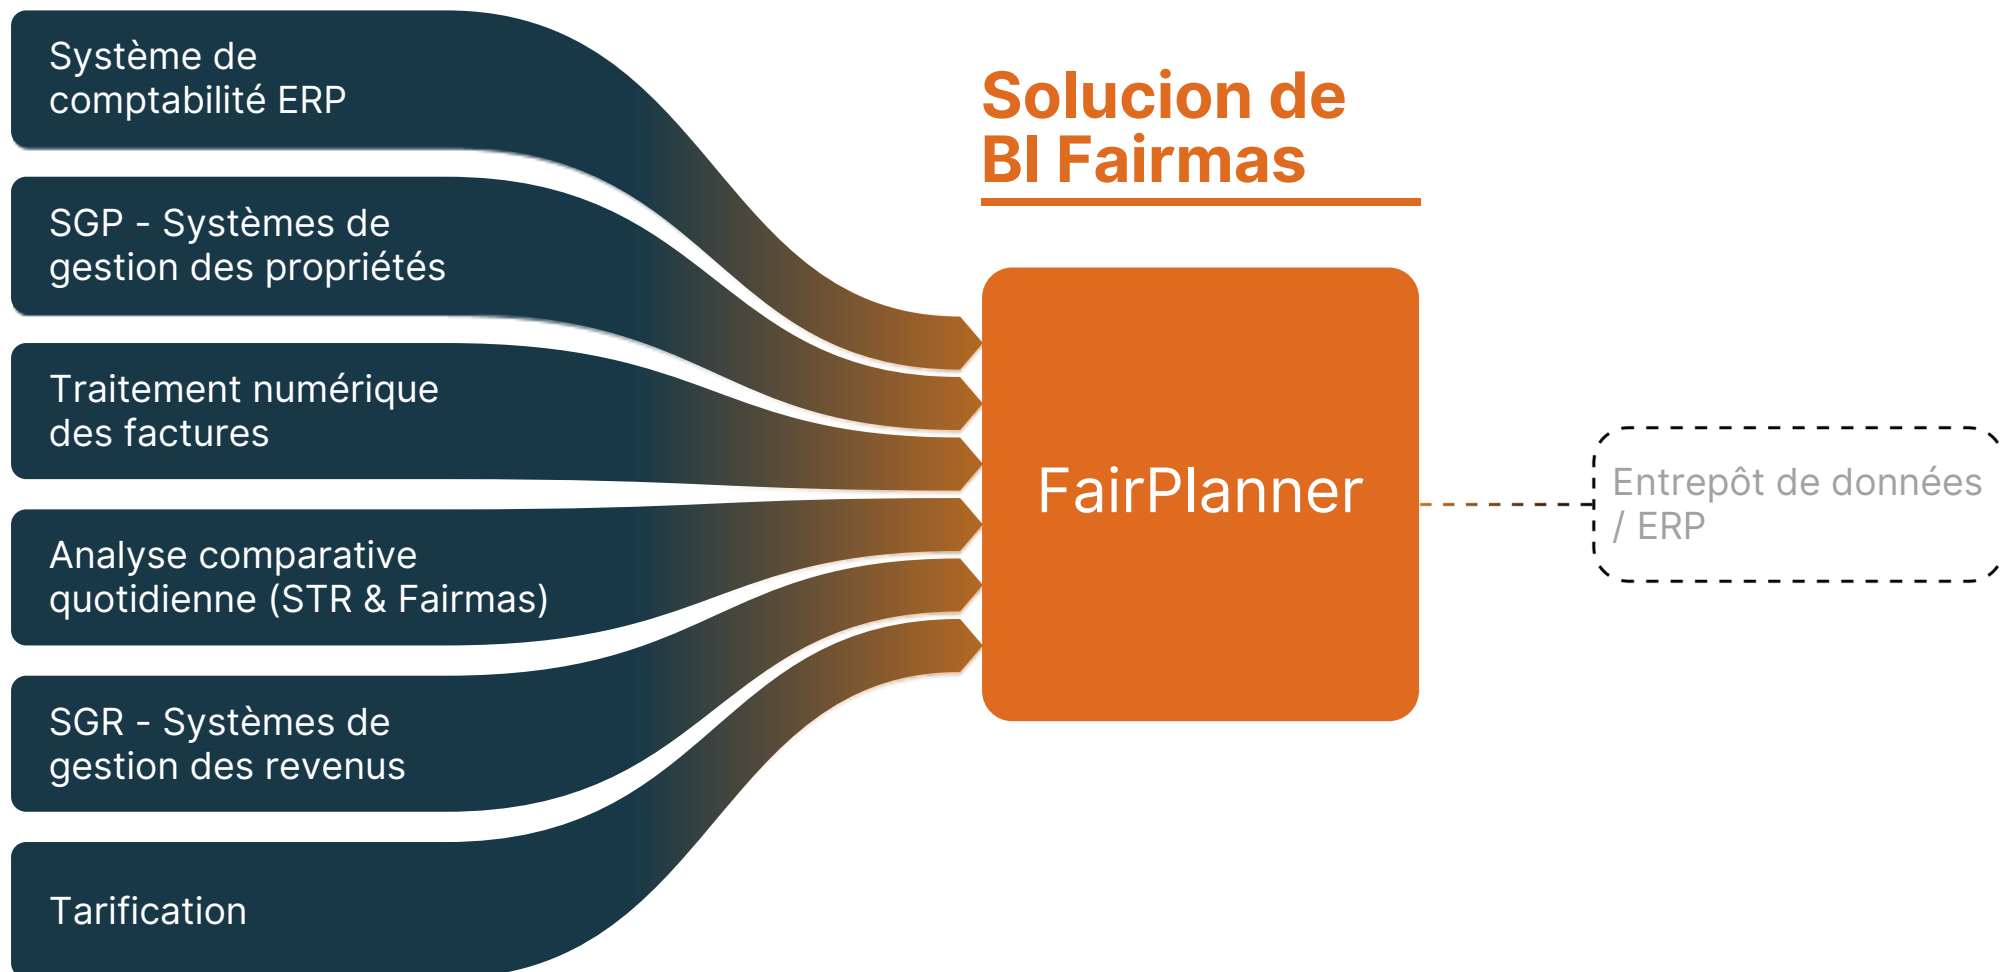 Système de
comptabilité ERP
SGP - Systèmes de
gestion des propriétés
Traitement numérique
des factures
Analyse comparative
quotidienne (STR & Fairmas)
SGR - Systèmes de
gestion des revenus
Tarification
Solucion de
BI Fairmas
FairPlanner
Entrepôt de données
/ ERP